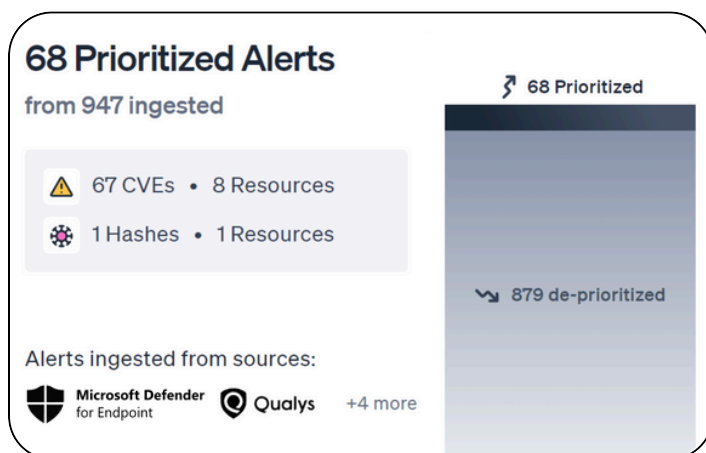 68 Prioritized Alerts
from 947 ingested
67 CVEs • 8 Resources
1 Hashes • 1 Resources
Alerts ingested from sources:
Microsoft Defender
for Endpoint
Qualys
+4 more
68 Prioritized
879 de-prioritized